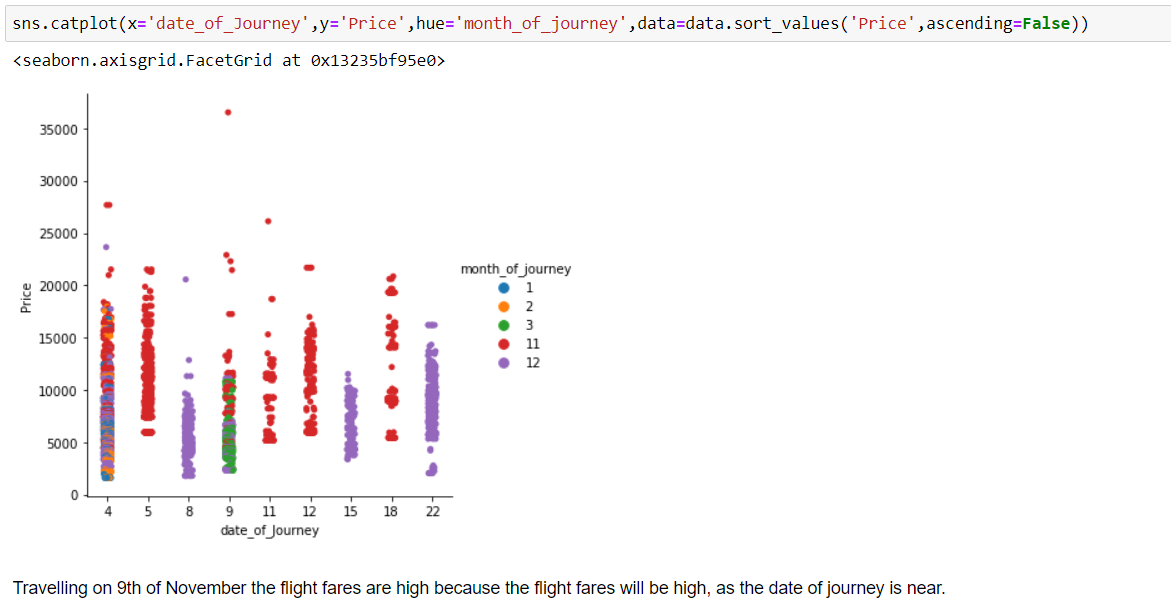 sns.catplot(x='date_of_Journey',y='Price',hue='month_of_journey',data=data.sort_values('Price',ascending=False))
<seaborn.axisgrid.FacetGrid at 0x13235bf95e0>
35000
30000
25000
20000
15000
10000
5000
0
Price
4 5 8 9 11 12 15 18 22
date_of_Journey
month_of_journey
1
2
3
11
12
Travelling on 9th of November the flight fares are high because the flight fares will be high, as the date of journey is near.